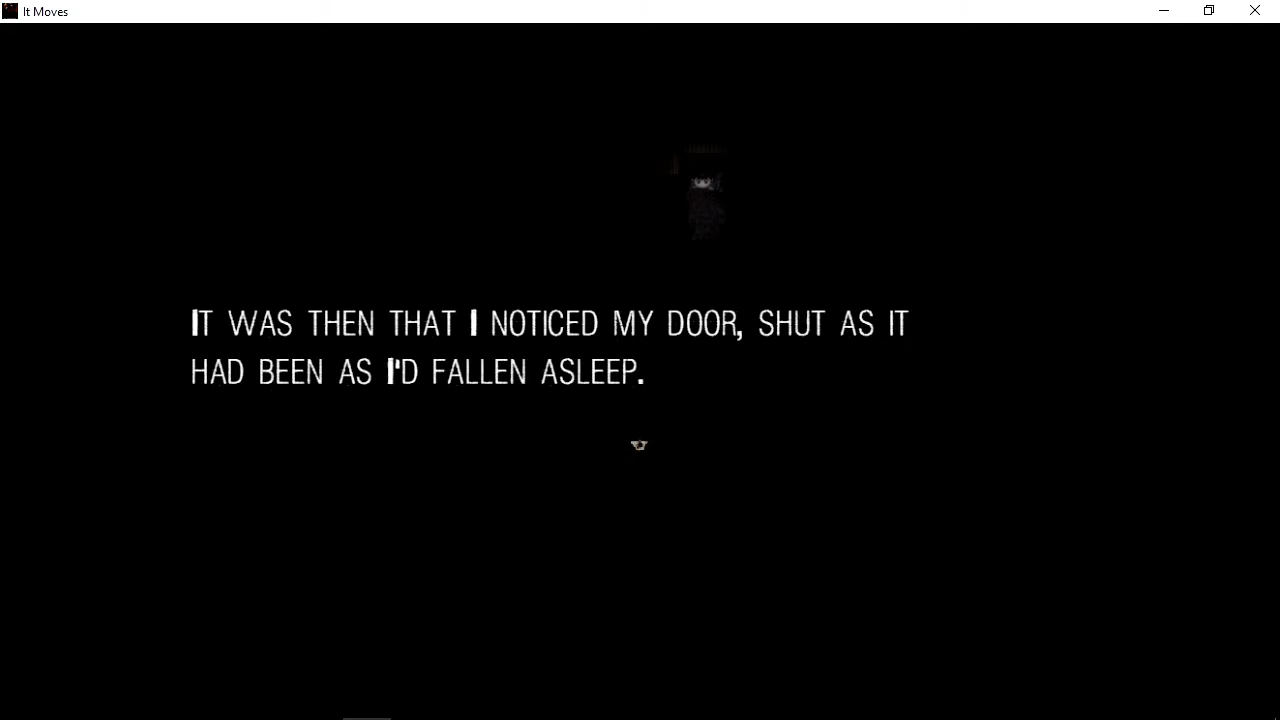 It Moves
IT WAS THEN THAT I NOTICED MY DOOR, SHUT AS IT
HAD BEEN AS I'D FALLEN ASLEEP.